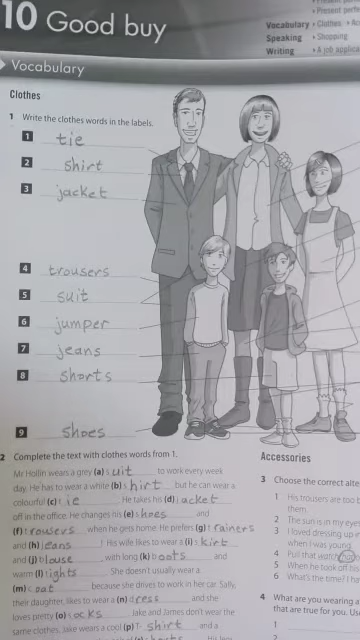 10 Good buy
Present perfe
Vocabulary Clothes
Speaking Shopping
Writing A job applica
Vocabulary
Clothes
1 Write the clothes words in the labels.
1 tie
2 shirt
3 jacket
4 trousers
5 suit
6 jumper
7 jeans
8 shorts
9 shoes
2 Complete the text with clothes words from 1.
Mr Hollin wears a grey (a) suit to work every week
day. He has to wear a white (b) shirt but he can wear a
colourful (c) tie. He takes his (d) jacket
off in the office. He changes his (e) shoes and
(f) trousers when he gets home. He prefers (g) trainers
and (h) jeans! His wife likes to wear a (i) skirt
and (j) blouse, with long (k) boots and
warm (l) tights. She doesn't usually wear a
(m) coat because she drives to work in her car. Sally,
their daughter, likes to wear a (n) dress and she
loves pretty (o) socks. Jake and James don't wear the
same clothes. Jake wears a cool (p) T-shirt and a
Accessories
3 Choose the correct alte
1 His trousers are too b
them.
2 The sun is in my eyes
3 I loved dressing up i
when I was young.
4 Pull that
5 When he took off his
6 What's the time? I h
4 What are you wearing a
that are true for you. Us
1
2
3